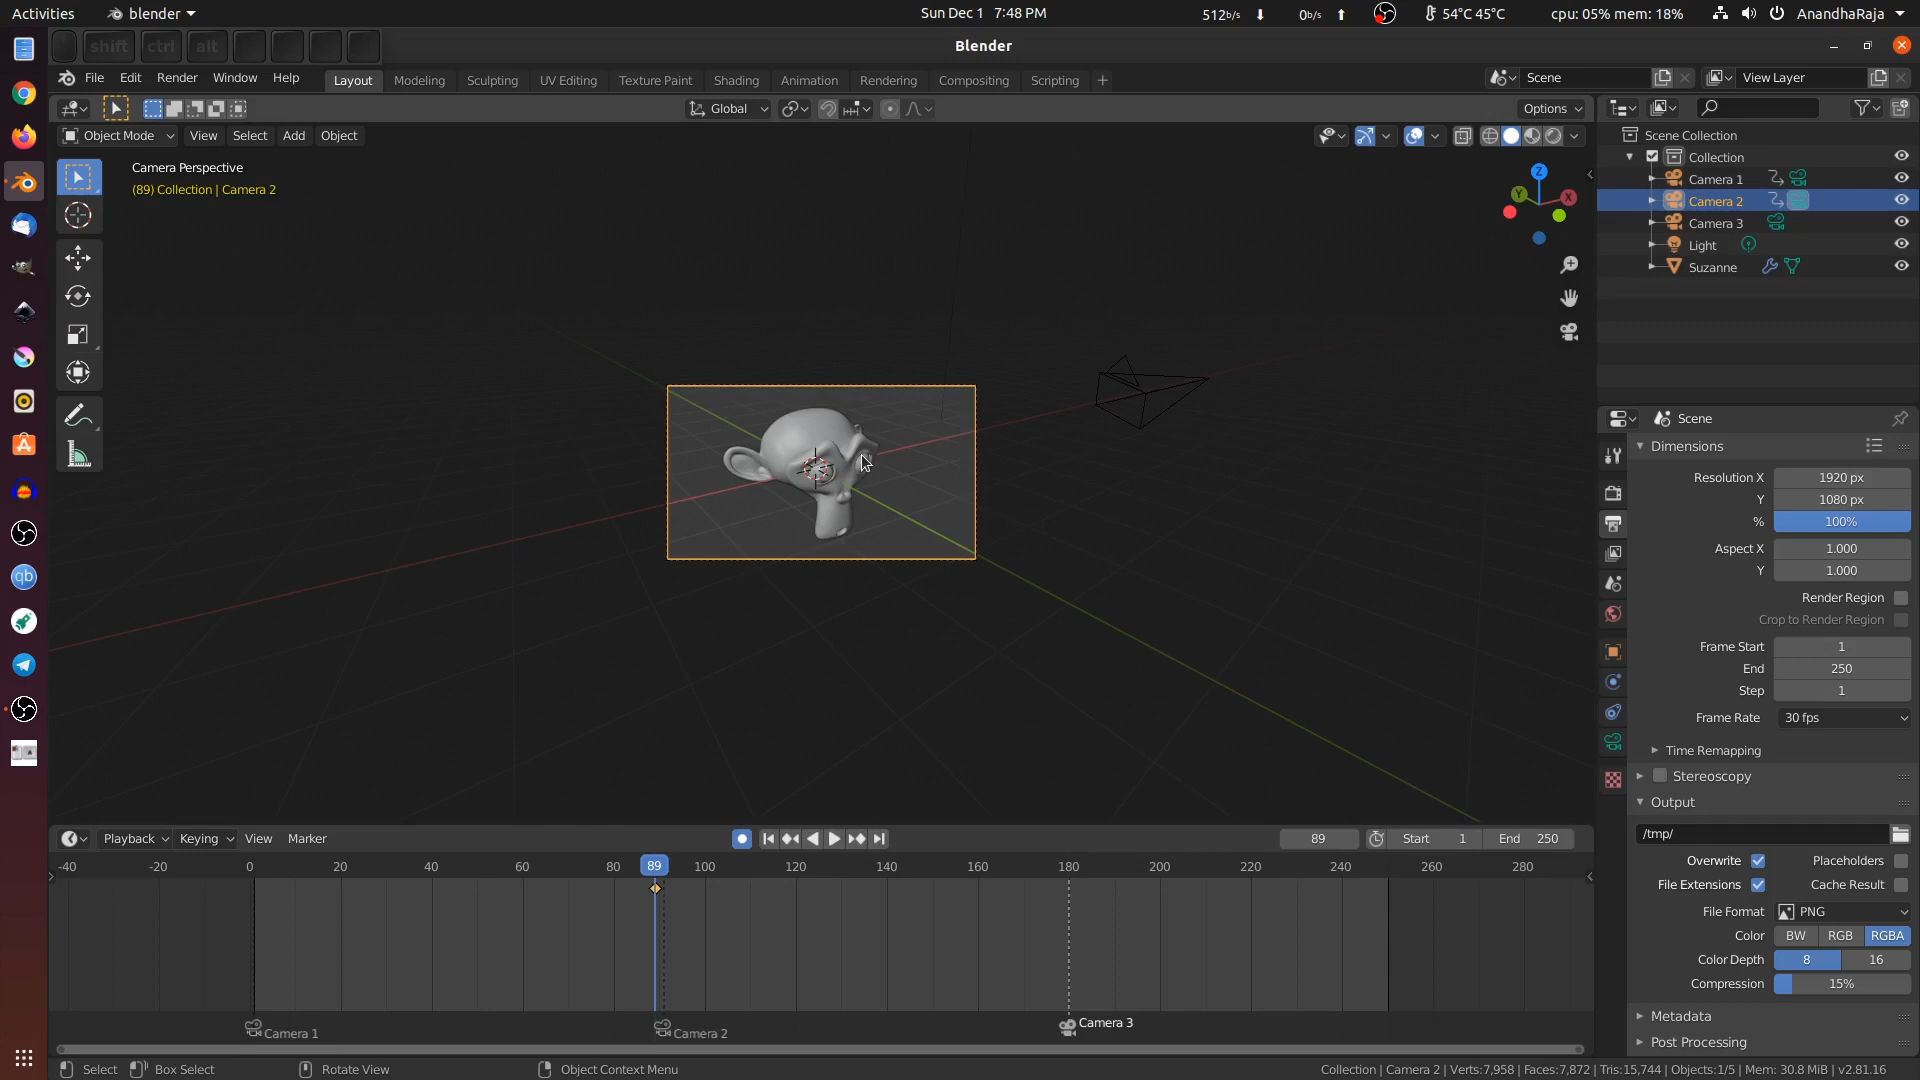 Activities blender Sun Dec 1 7:48 PM 512b/s 0b/s 54°C 45°C cpu: 05% mem: 18% AnandhaRaja
shift ctrl alt Blender
File Edit Render Window Help Layout Modeling Sculpting UV Editing Texture Paint Shading Animation Rendering Compositing Scripting + Scene View Layer
Global Options
Object Mode View Select Add Object
Camera Perspective
(89) Collection | Camera 2
Z
Y
X
Scene Collection
Collection
Camera 1
Camera 2
Camera 3
Light
Suzanne
Scene
Dimensions
Resolution X 1920 px
Y 1080 px
% 100%
Aspect X 1.000
Y 1.000
Render Region
Crop to Render Region
Frame Start 1
End 250
Step 1
Frame Rate 30 fps
Time Remapping
Stereoscopy
Output
/tmp/
Overwrite Placeholders
File Extensions Cache Result
File Format PNG
Color BW RGB RGBA
Color Depth 8 16
Compression 15%
Metadata
Post Processing
Playback Keying View Marker 89 Start 1 End 250
-40 -20 0 20 40 60 80 89 100 120 140 160 180 200 220 240 260 280
Camera 1 Camera 2 Camera 3
Select Box Select Rotate View Object Context Menu Collection | Camera 2 | Verts:7,958 | Faces:7,872 | Tris:15,744 | Objects:1/5 | Mem: 30.8 MiB | v2.81.16
qb